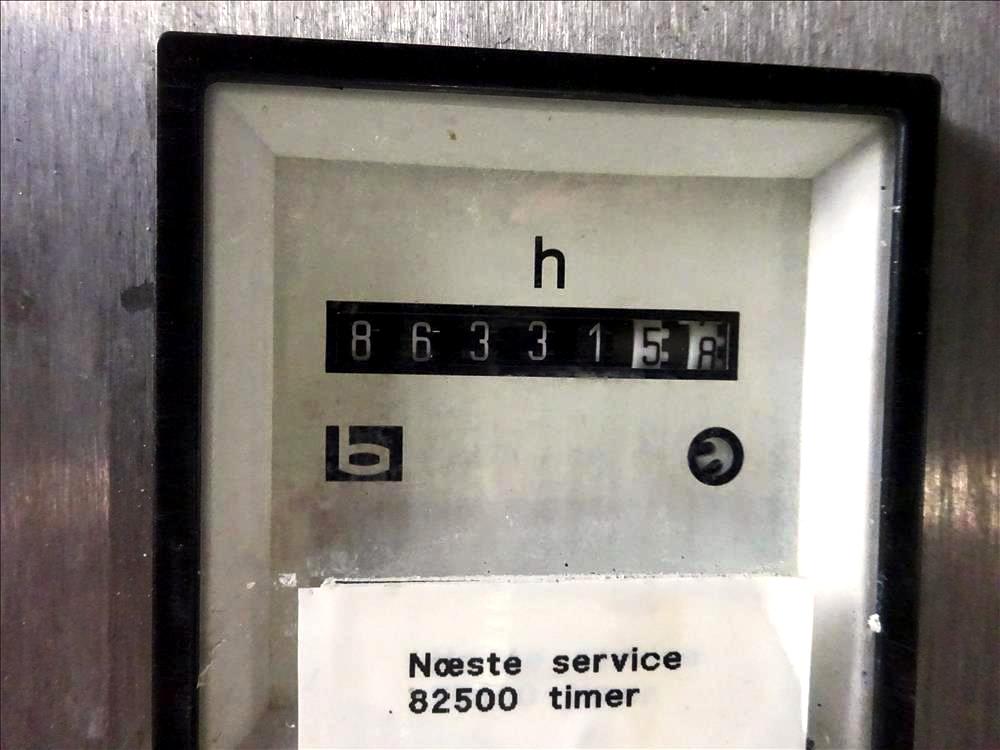 h
863315
b
Næste service
82500 timer